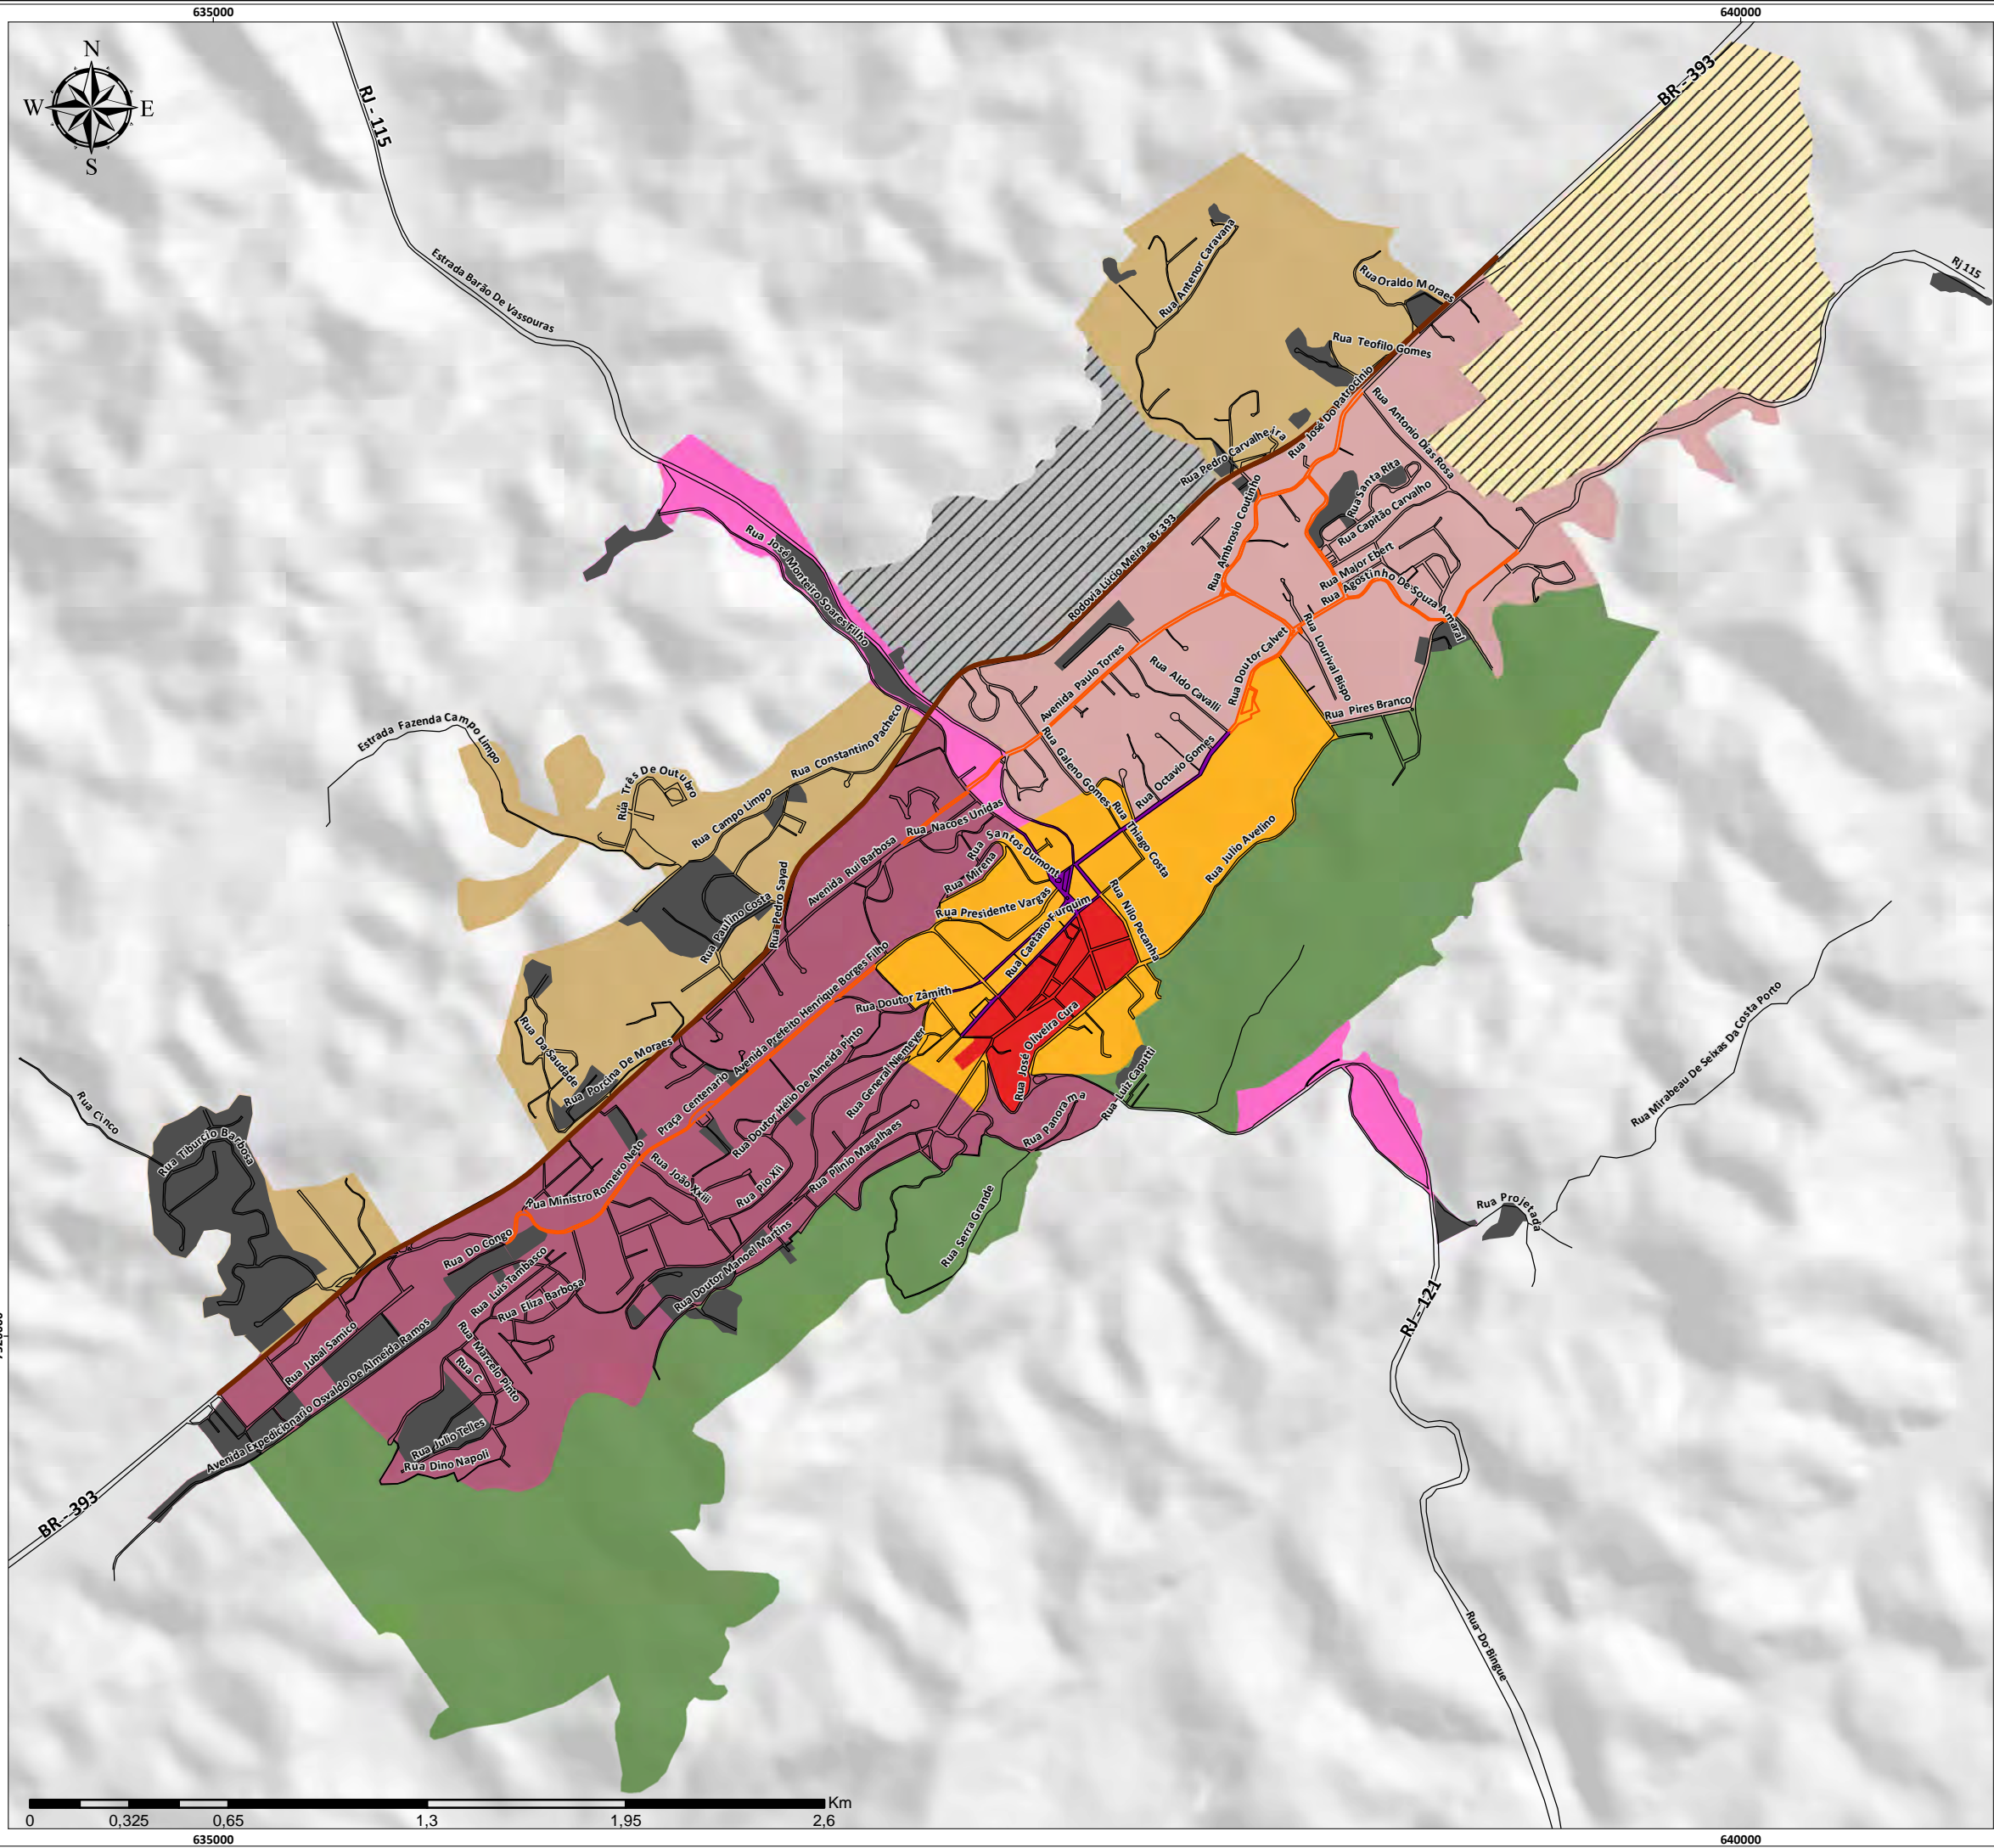 635000
640000
N
W
E
S
RJ - 115
BR - 393
Estrada Barão De Vassouras
Rua Antenor Caravana
Rua Oraldo Moraes
Rj 115
Rua Teofilo Gomes
Rua José Do Patrocinio
Rua Antonio Dias Rosa
Rua Pedro Carvalheira
Rua Santa Rita
Rua Capitão Carvalho
Rua Ambrosio Coutinho
Rodovia Lúcio Meira - Br 393
Rua José Monteiro Soares Filho
Rua Major Ebert
Rua Agostinho De Souza Amaral
Rua Lourival Bispo
Rua Doutor Calvet
Avenida Paulo Torres
Rua Aldo Cavalli
Rua Pires Branco
Estrada Fazenda Campo Limpo
Rua Constantino Pacheco
Rua Três De Outubro
Rua Campo Limpo
Rua Galeno Gomes
Rua Octavio Gomes
Rua Thiago Costa
Rua Nacoes Unidas
Avenida Rui Barbosa
Rua Santos Dumont
Rua Mirena
Rua Julio Avelino
Rua Pedro Sayad
Rua Paulino Costa
Rua Presidente Vargas
Rua Caetano Furquim
Rua Nilo Pecanha
Avenida Prefeito Henrique Borges Filho
Rua Doutor Zâmith
Rua José Oliveira Cura
Rua Da Saudade
Rua Porcina De Moraes
Praça Centenario
Rua Doutor Hélio De Almeida Pinto
Rua General Niemeyer
Rua Luiz Caputti
Rua Panorama
Rua Mirabeau De Seixas Da Costa Porto
Rua Cinco
Rua Tiburcio Barbosa
Rua Ministro Romeiro Neto
Rua João Xxiii
Rua Pio Xii
Rua Plinio Magalhaes
Rua Serra Grande
Rua Projetada
Rua Do Congo
Rua Luis Tambasco
Rua Eliza Barbosa
Rua Doutor Manoel Martins
RJ - 121
Rua Jubal Samico
Avenida Expedicionario Osvaldo De Almeida Ramos
Rua Marcelo Pinto
Rua C
Rua Julio Telles
Rua Dino Napoli
BR - 393
Rua Do Bingue
0
0,325
0,65
1,3
1,95
2,6
Km
635000
640000